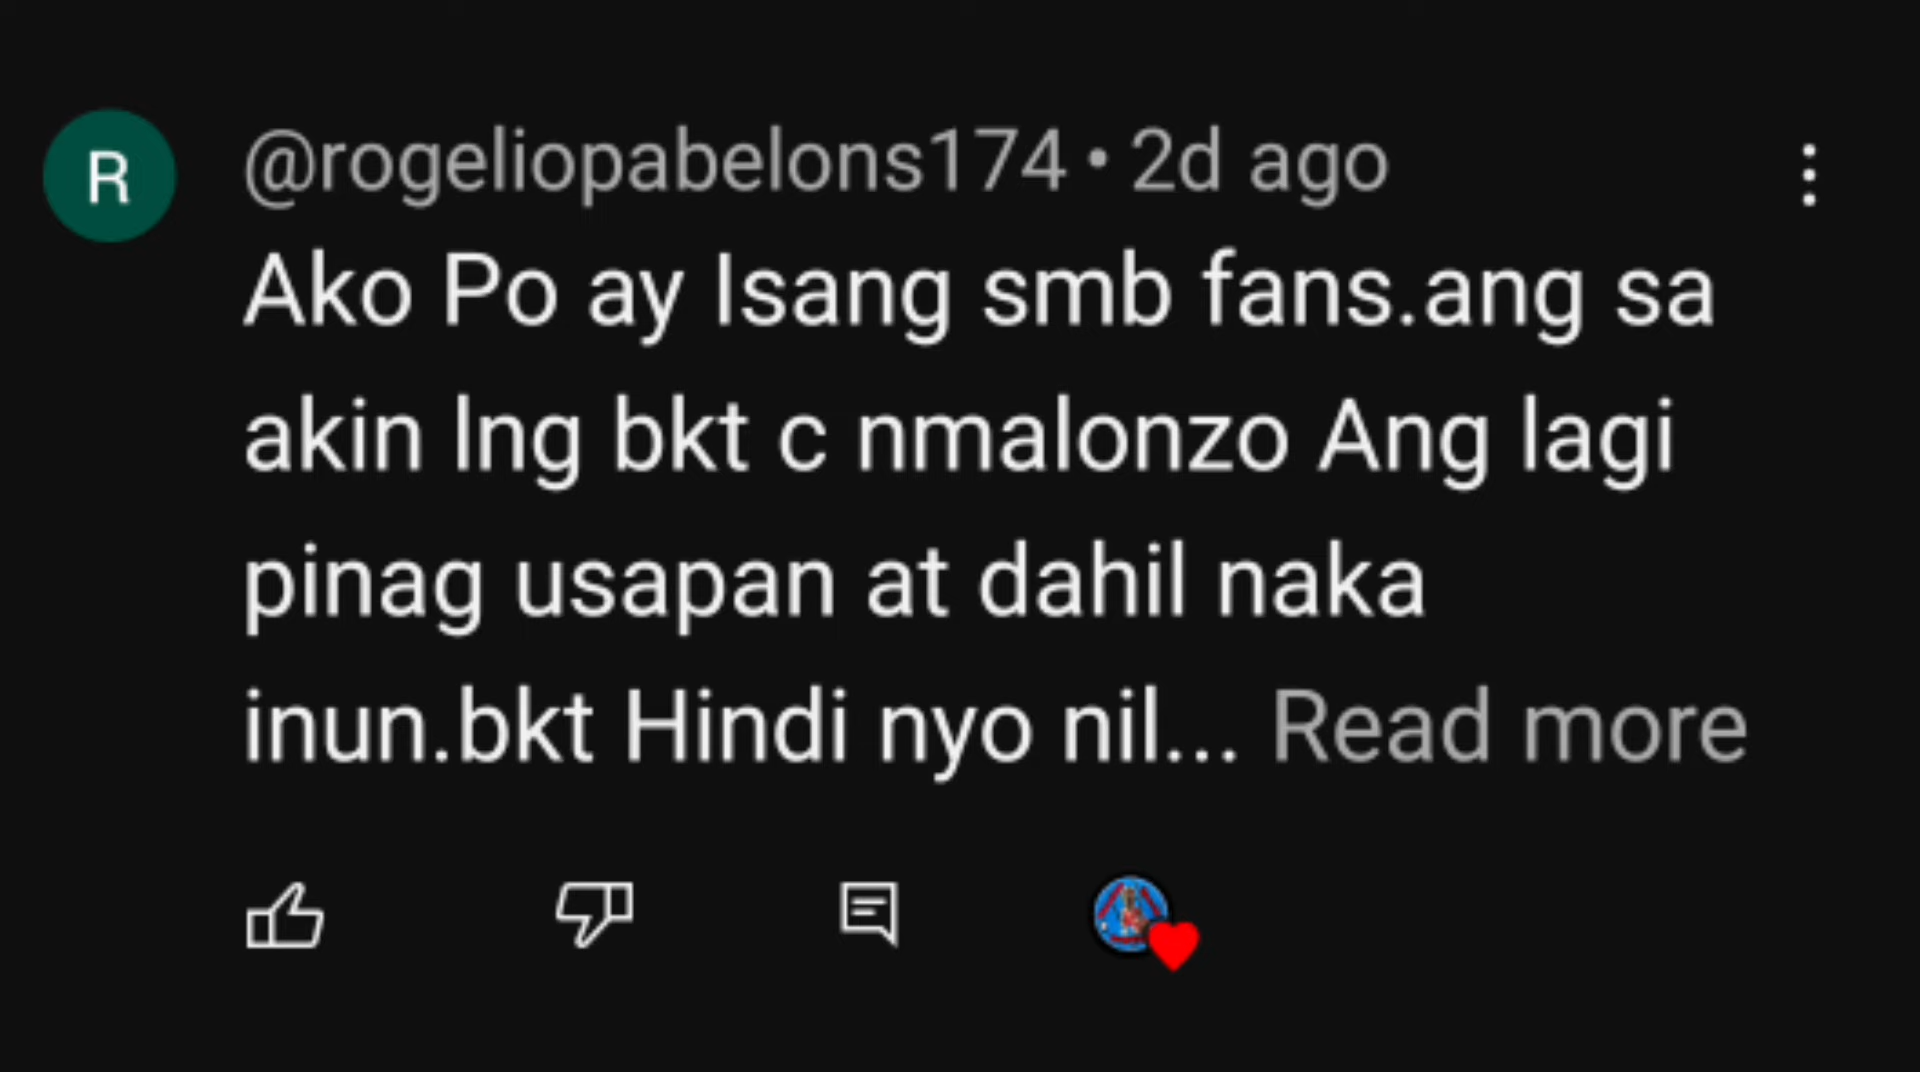 R
@rogeliopabelons174 • 2d ago
Ako Po ay Isang smb fans.ang sa
akin lng bkt c nmalonzo Ang lagi
pinag usapan at dahil naka
inun.bkt Hindi nyo nil... Read more